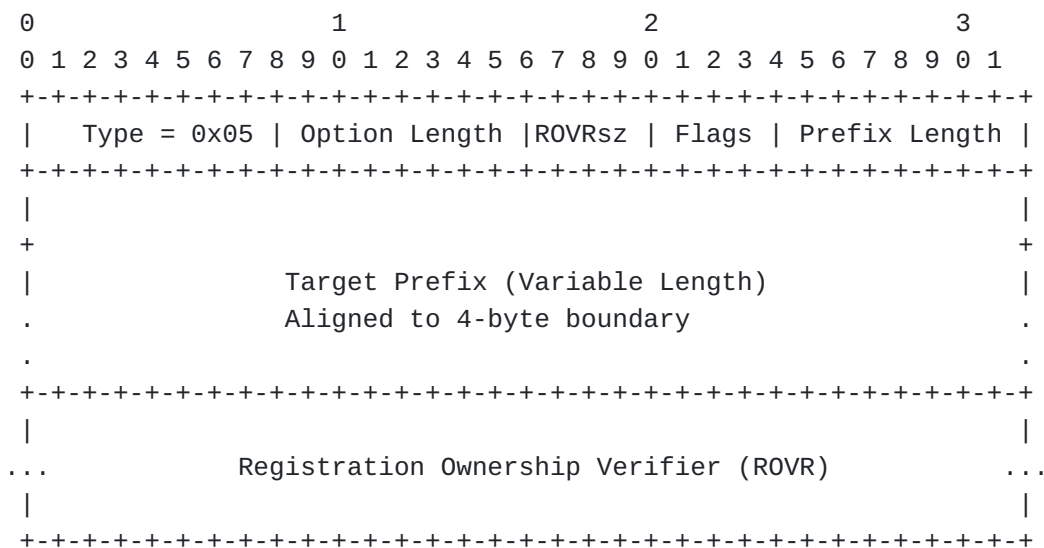 0                   1                   2                   3
 0 1 2 3 4 5 6 7 8 9 0 1 2 3 4 5 6 7 8 9 0 1 2 3 4 5 6 7 8 9 0 1
 +-+-+-+-+-+-+-+-+-+-+-+-+-+-+-+-+-+-+-+-+-+-+-+-+-+-+-+-+-+-+-+-+
 |   Type = 0x05 | Option Length |ROVRsz | Flags | Prefix Length |
 +-+-+-+-+-+-+-+-+-+-+-+-+-+-+-+-+-+-+-+-+-+-+-+-+-+-+-+-+-+-+-+-+
 |                                                               |
 +                                                               +
 |                Target Prefix (Variable Length)                |
 .                Aligned to 4-byte boundary                     .
 .                                                               .
 +-+-+-+-+-+-+-+-+-+-+-+-+-+-+-+-+-+-+-+-+-+-+-+-+-+-+-+-+-+-+-+-+
 |                                                               |
...            Registration Ownership Verifier (ROVR)           ...
 |                                                               |
 +-+-+-+-+-+-+-+-+-+-+-+-+-+-+-+-+-+-+-+-+-+-+-+-+-+-+-+-+-+-+-+-+